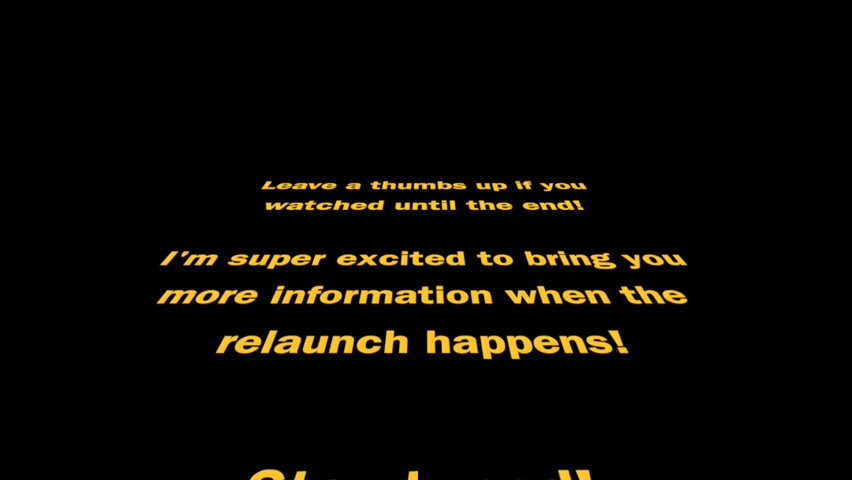 Leave a thumbs up if you
watched until the end!
I'm super excited to bring you
more information when the
relaunch happens!